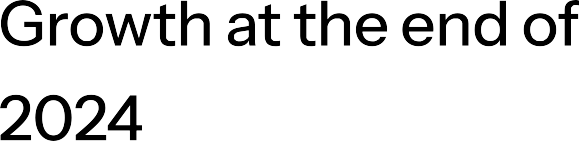 Growth at the end of
2024